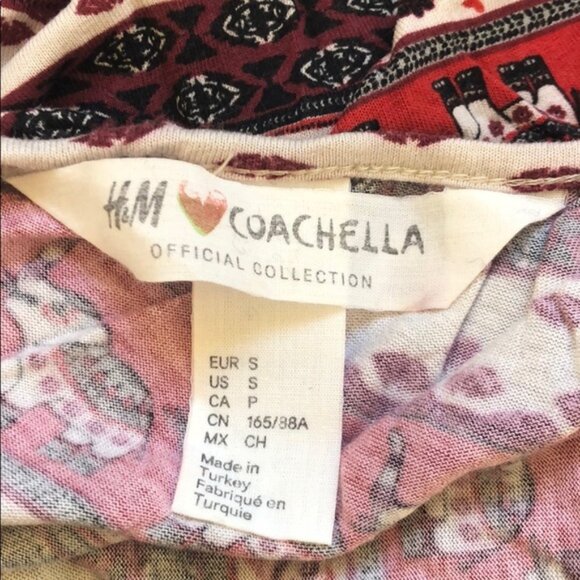 H&M COACHELLA
OFFICIAL COLLECTION
EUR S
US S
CA P
CN 165/88A
MX CH
Made in
Turkey
Fabriqué en
Turquie